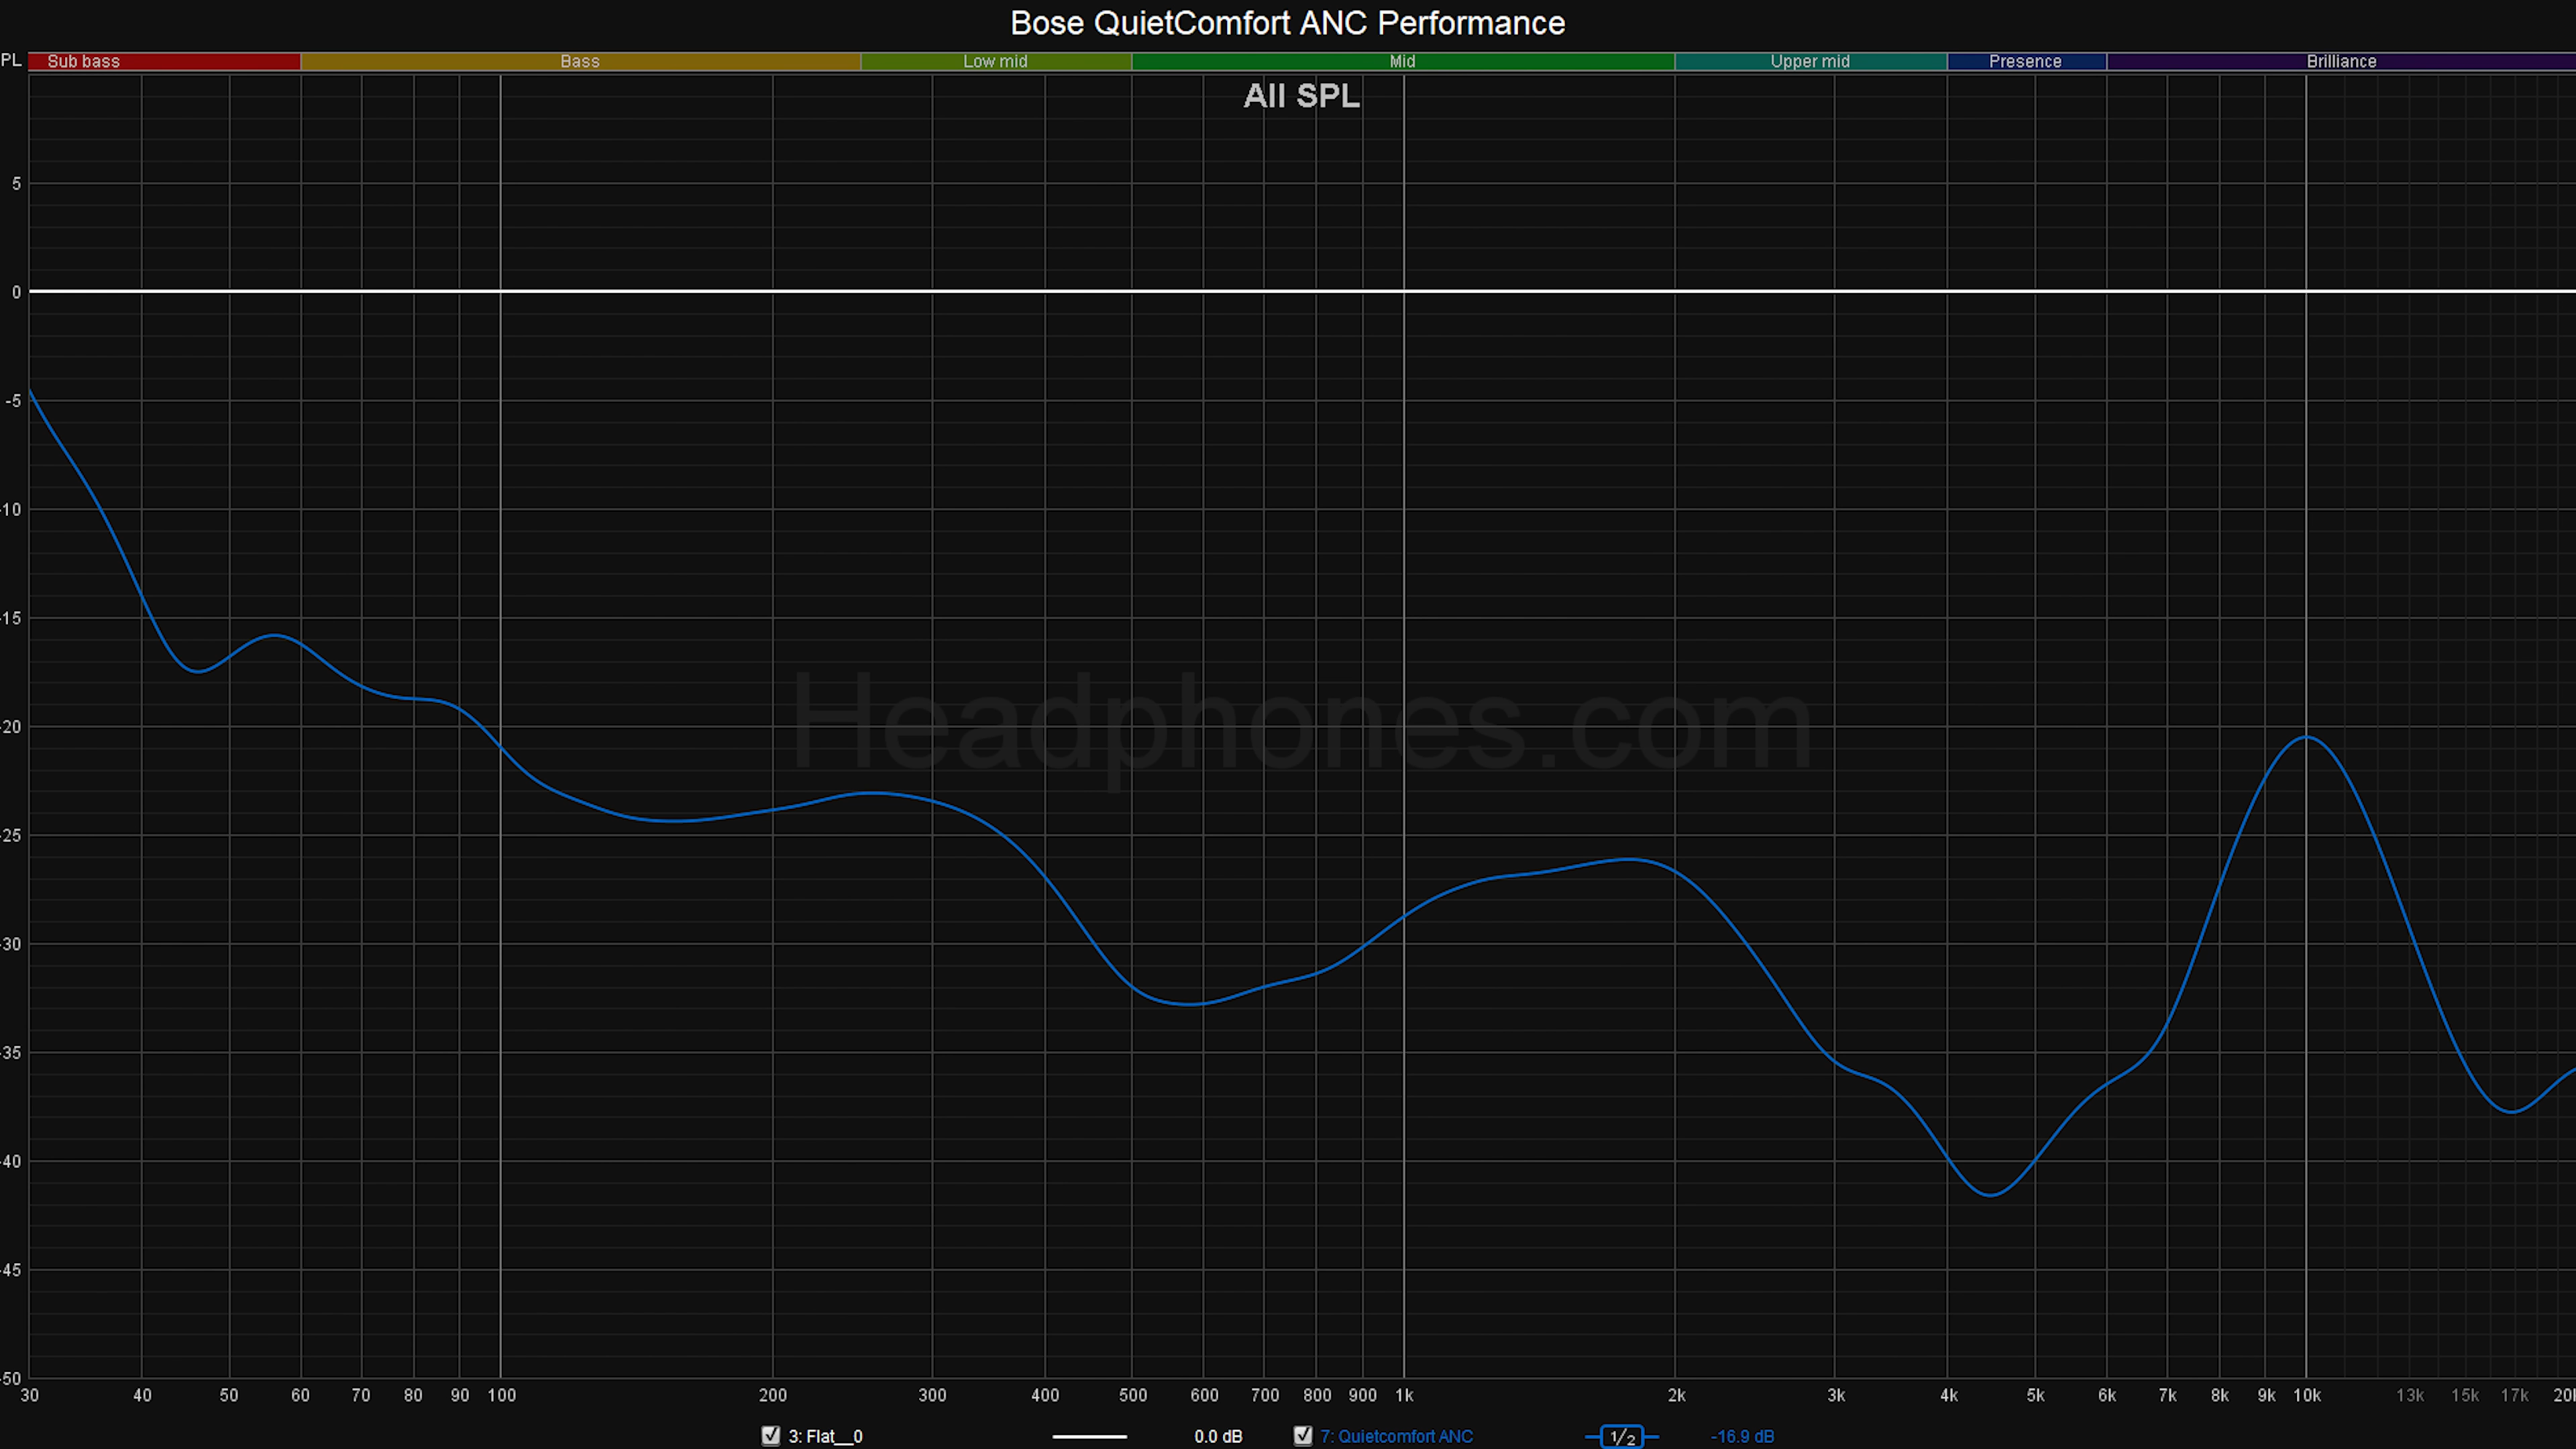 Bose QuietComfort ANC Performance
PL Sub bass Bass Low mid Mid Upper mid Presence Brilliance
All SPL
5
0
-5
-10
-15
-20
-25
-30
-35
-40
-45
-50
Headphones.com
30 40 50 60 70 80 90 100 200 300 400 500 600 700 800 900 1k 2k 3k 4k 5k 6k 7k 8k 9k 10k 13k 15k 17k 20k
3: Flat__0 0.0 dB 7: Quietcomfort ANC 1/2 -16.9 dB